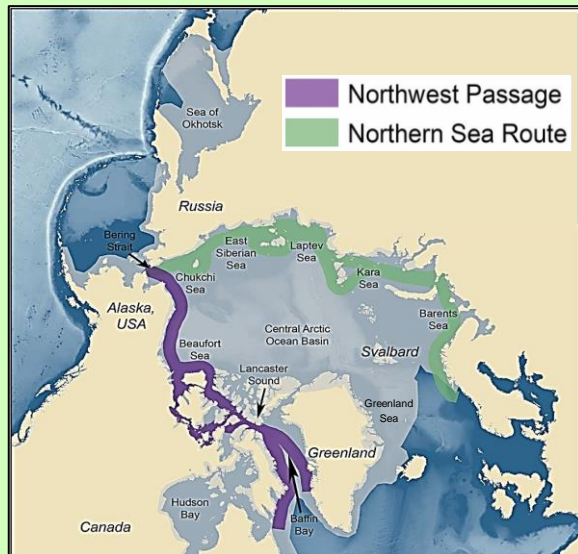 Northwest Passage
Northern Sea Route
Sea of
Okhotsk
Russia
Bering
Strait
East
Siberian
Sea
Laptev
Sea
Chukchi
Sea
Kara
Sea
Alaska,
USA
Barents
Sea
Beaufort
Sea
Central Arctic
Ocean Basin
Svalbard
Lancaster
Sound
Greenland
Sea
Greenland
Hudson
Bay
Baffin
Bay
Canada